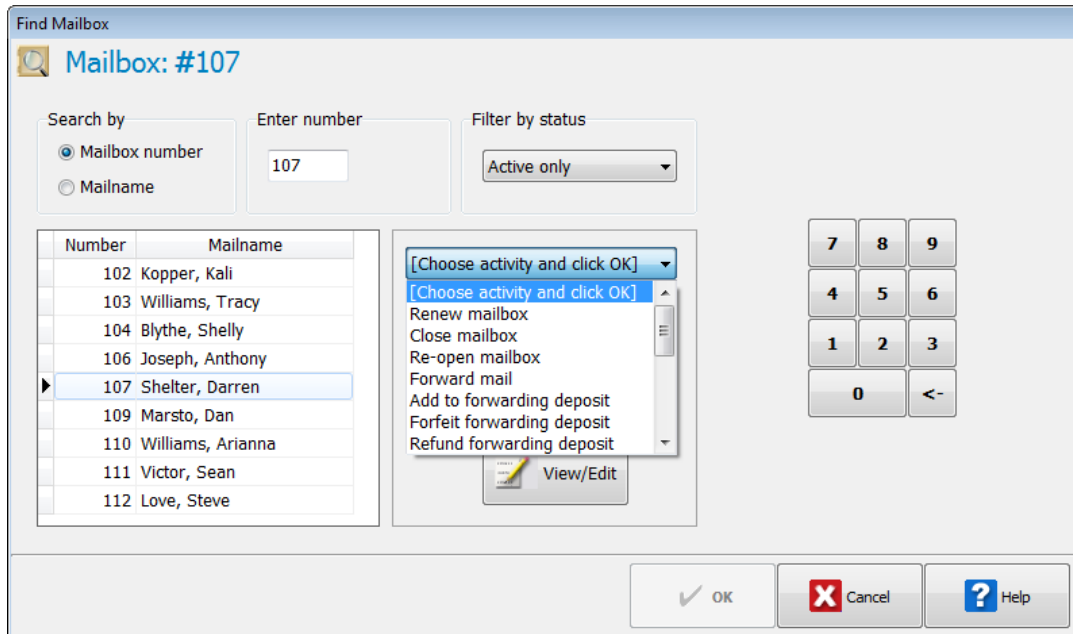 Find Mailbox
Mailbox: #107
Search by
Mailbox number
Mailname
Enter number
107
Filter by status
Active only
Number Mailname
102 Kopper, Kali
103 Williams, Tracy
104 Blythe, Shelly
106 Joseph, Anthony
107 Shelter, Darren
109 Marsto, Dan
110 Williams, Arianna
111 Victor, Sean
112 Love, Steve
[Choose activity and click OK]
[Choose activity and click OK]
Renew mailbox
Close mailbox
Re-open mailbox
Forward mail
Add to forwarding deposit
Forfeit forwarding deposit
Refund forwarding deposit
View/Edit
7 8 9
4 5 6
1 2 3
0 <-
OK Cancel ? Help